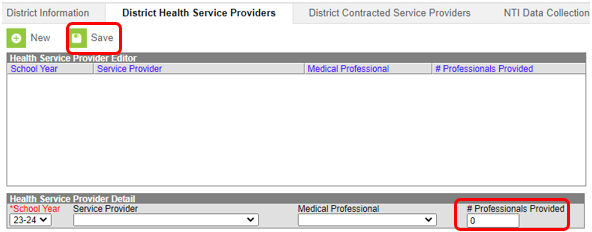 District Information District Health Service Providers District Contracted Service Providers NTI Data Collection
New Save
Health Service Provider Editor
School Year Service Provider Medical Professional # Professionals Provided
Health Service Provider Detail
*School Year Service Provider Medical Professional # Professionals Provided
23-24 0